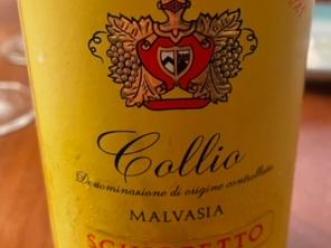 Collio
Denominazione di origine controllata
MALVASIA